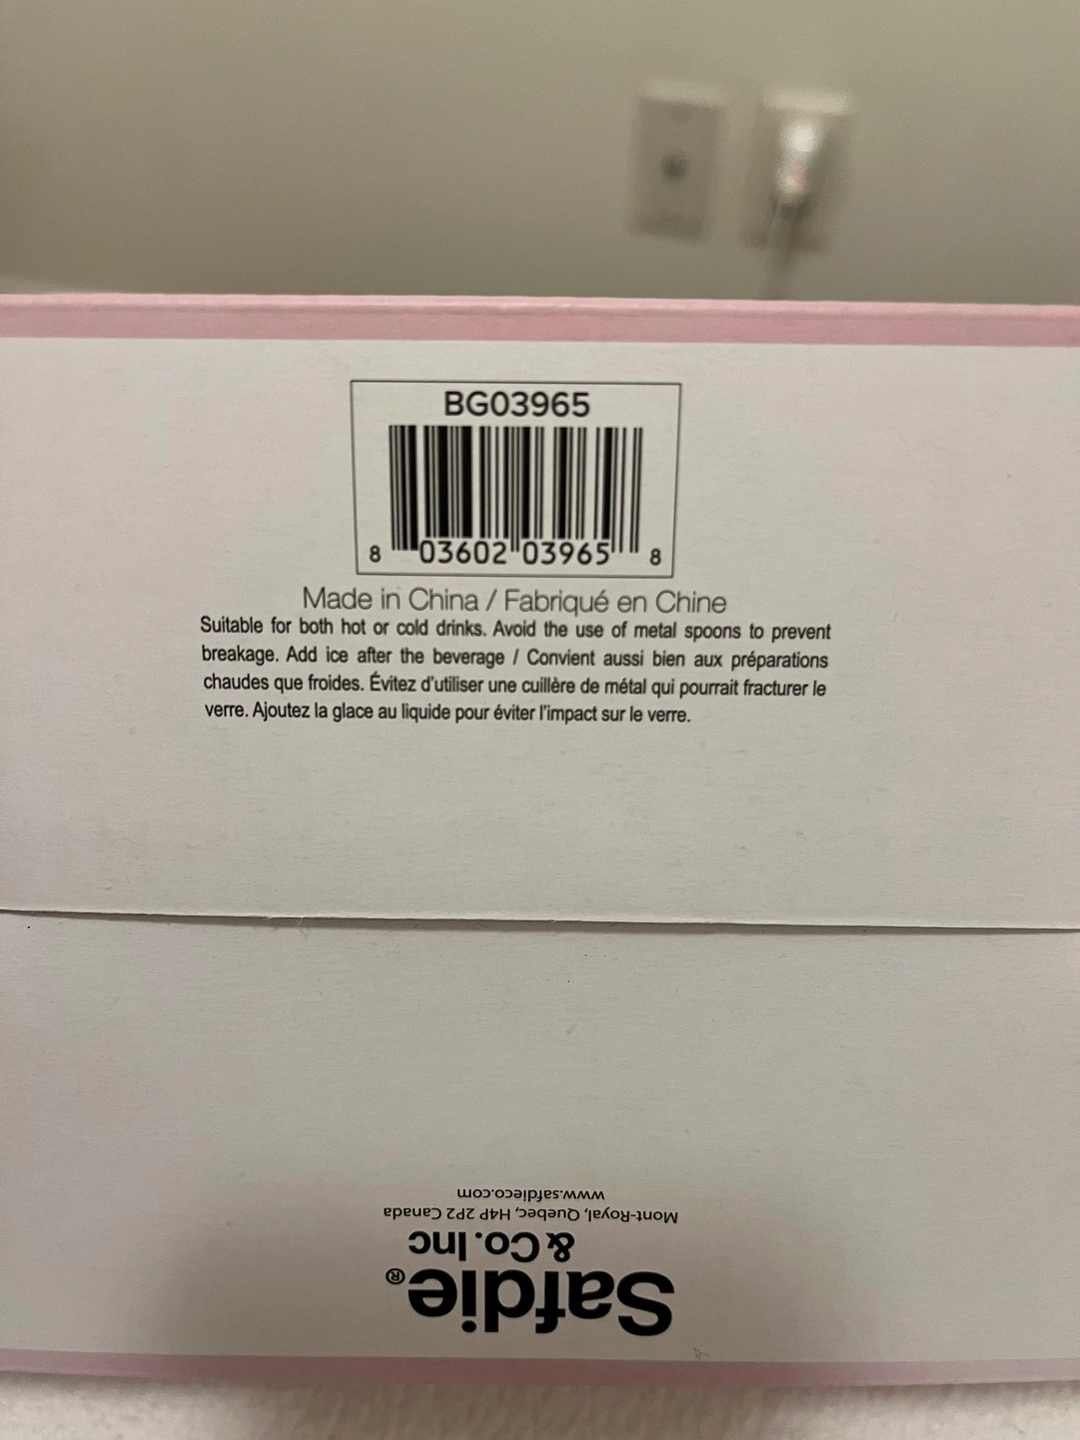 BG03965
8 03602 03965 8
Made in China / Fabriqué en Chine
Suitable for both hot or cold drinks. Avoid the use of metal spoons to prevent
breakage. Add ice after the beverage / Convient aussi bien aux préparations
chaudes que froides. Évitez d'utiliser une cuillère de métal qui pourrait fracturer le
verre. Ajoutez la glace au liquide pour éviter l'impact sur le verre.
Safdie®
& Co. Inc
Mont-Royal, Quebec, H4P 2P2 Canada
www.safdieco.com